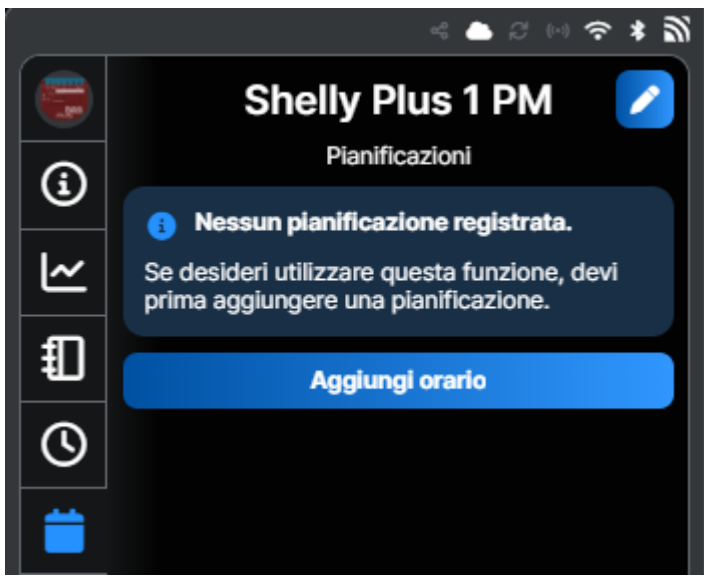 Shelly Plus 1 PM
Pianificazioni
Nessun pianificazione registrata.
Se desideri utilizzare questa funzione, devi
prima aggiungere una pianificazione.
Aggiungi orario